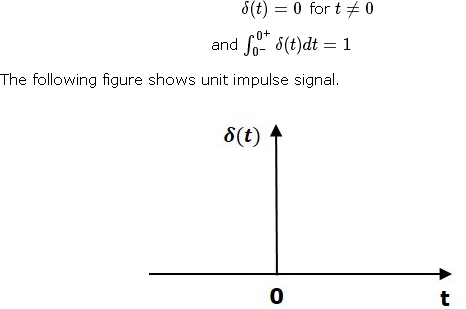 δ(t) = 0 for t ≠ 0
and ∫₀₋⁰⁺ δ(t)dt = 1
The following figure shows unit impulse signal.
δ(t)
0
t